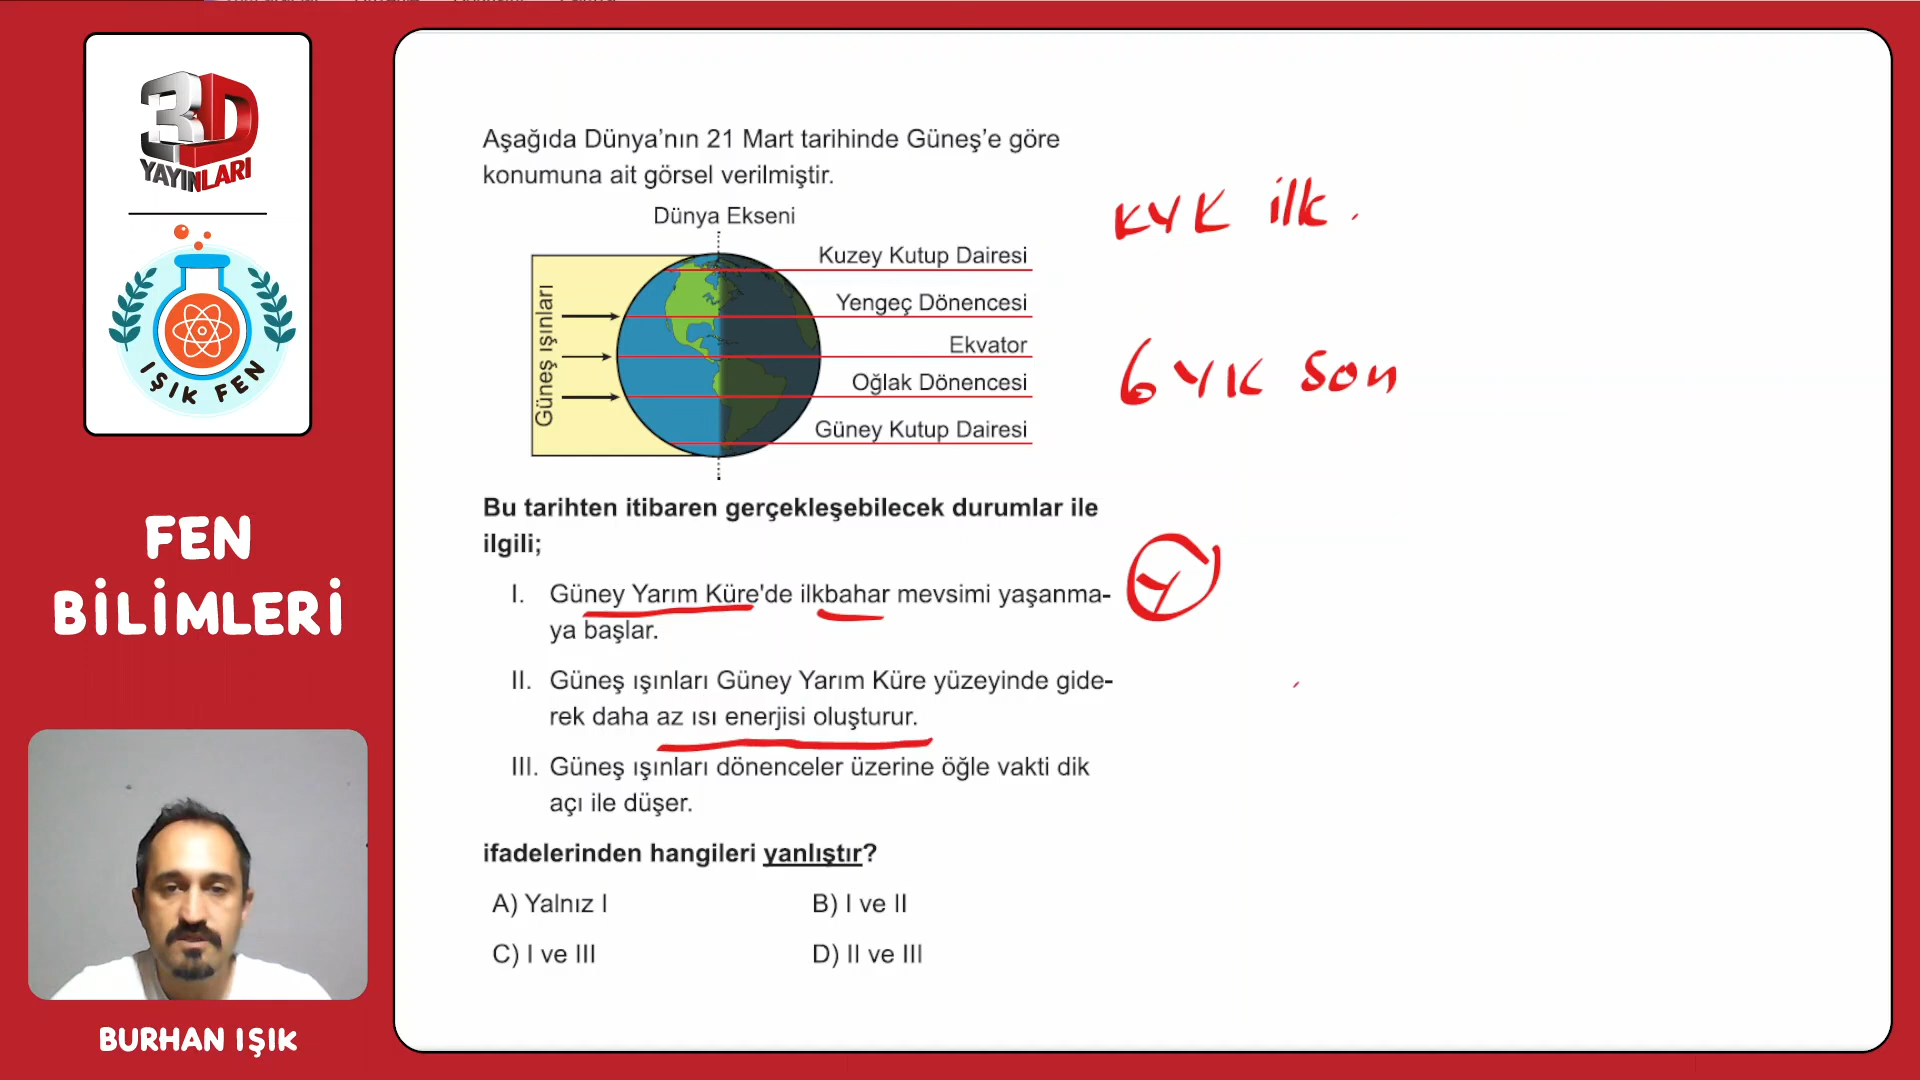 3D
YAYINLARI
IŞIK FEN
FEN
BİLİMLERİ
BURHAN IŞIK
Aşağıda Dünya'nın 21 Mart tarihinde Güneş'e göre
konumuna ait görsel verilmiştir.
Dünya Ekseni
Güneş ışınları
Kuzey Kutup Dairesi
Yengeç Dönencesi
Ekvator
Oğlak Dönencesi
Güney Kutup Dairesi
KYK ilk.
GYK Son
Bu tarihten itibaren gerçekleşebilecek durumlar ile
ilgili;
I. Güney Yarım Küre'de ilkbahar mevsimi yaşanma-
ya başlar.
Y
II. Güneş ışınları Güney Yarım Küre yüzeyinde gide-
rek daha az ısı enerjisi oluşturur.
III. Güneş ışınları dönenceler üzerine öğle vakti dik
açı ile düşer.
ifadelerinden hangileri yanlıştır?
A) Yalnız I
B) I ve II
C) I ve III
D) II ve III